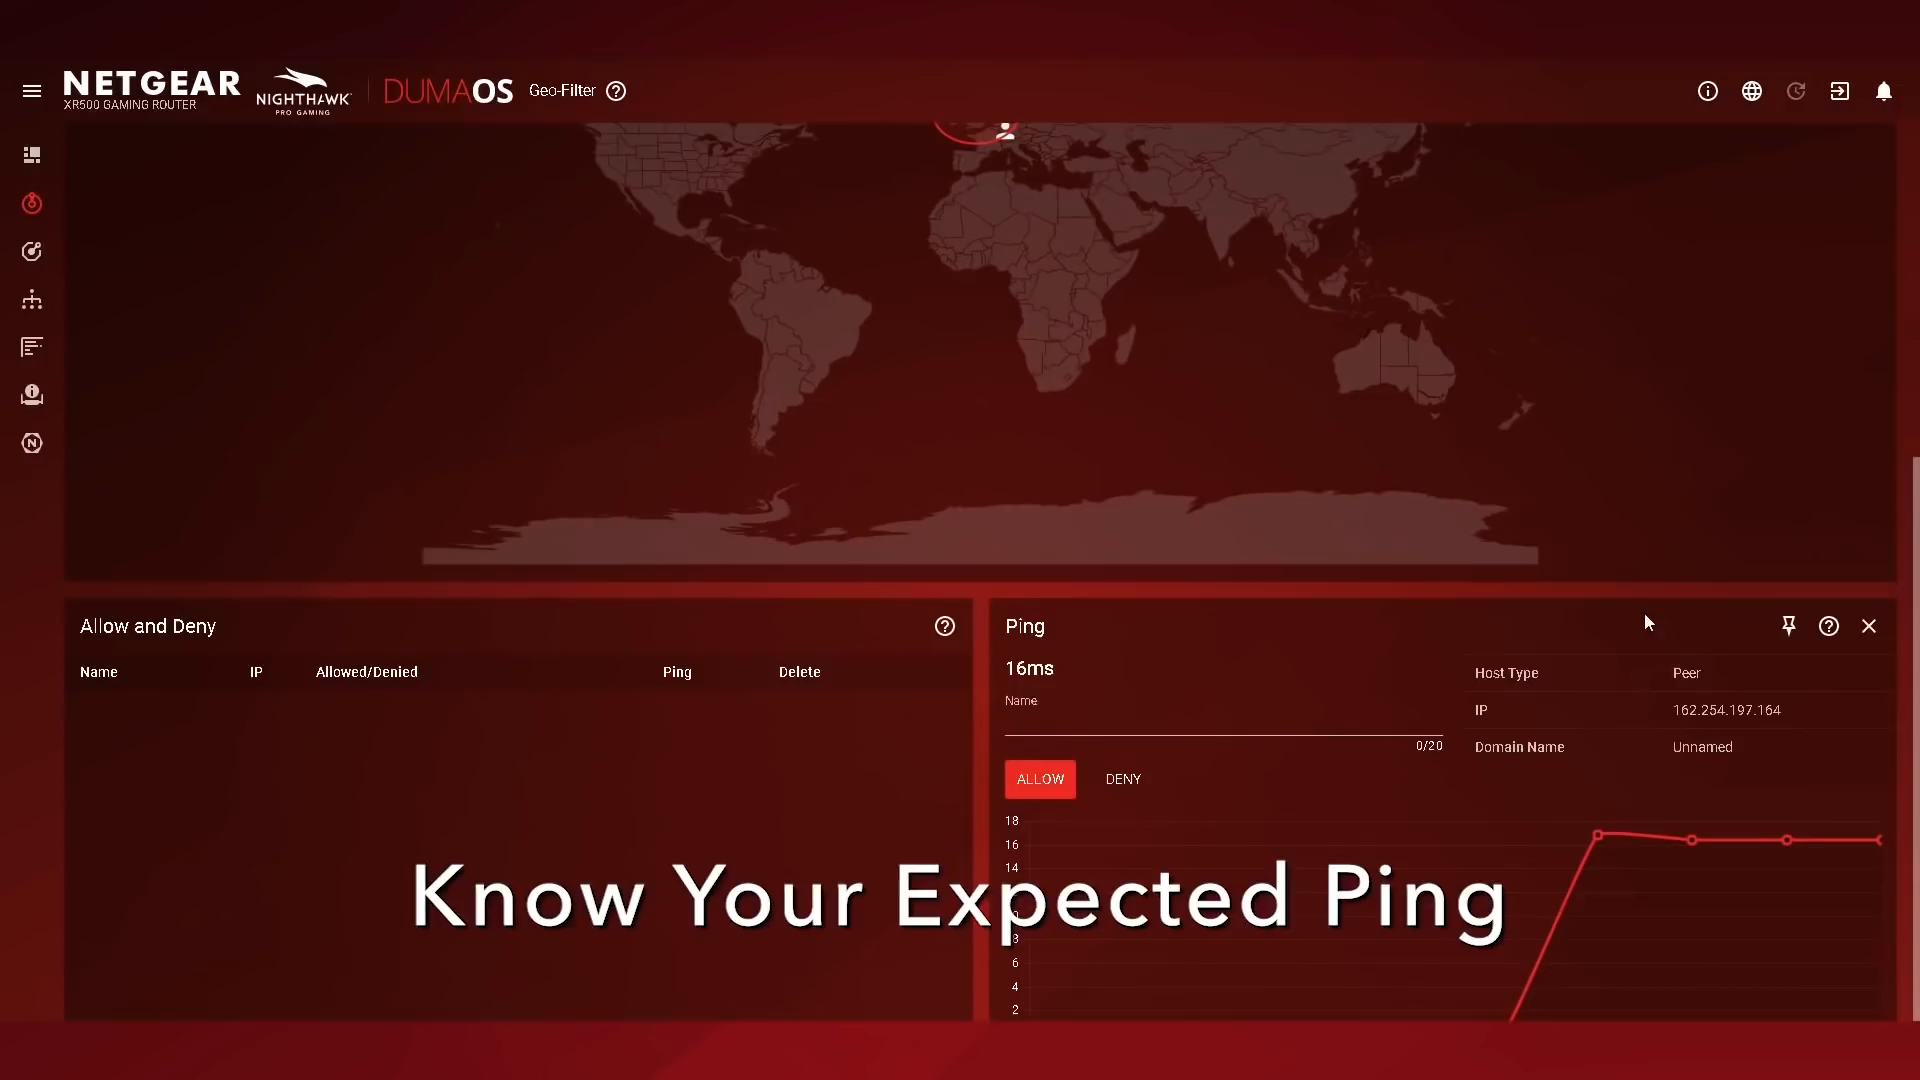 NETGEAR
XR500 GAMING ROUTER
NIGHTHAWK
PRO GAMING
DUMAOS
Geo-Filter
Allow and Deny
Name IP Allowed/Denied Ping Delete
Ping
16ms
Name
0/20
ALLOW DENY
Host Type Peer
IP 162.254.197.164
Domain Name Unnamed
18
16
14
8
6
4
2
Know Your Expected Ping